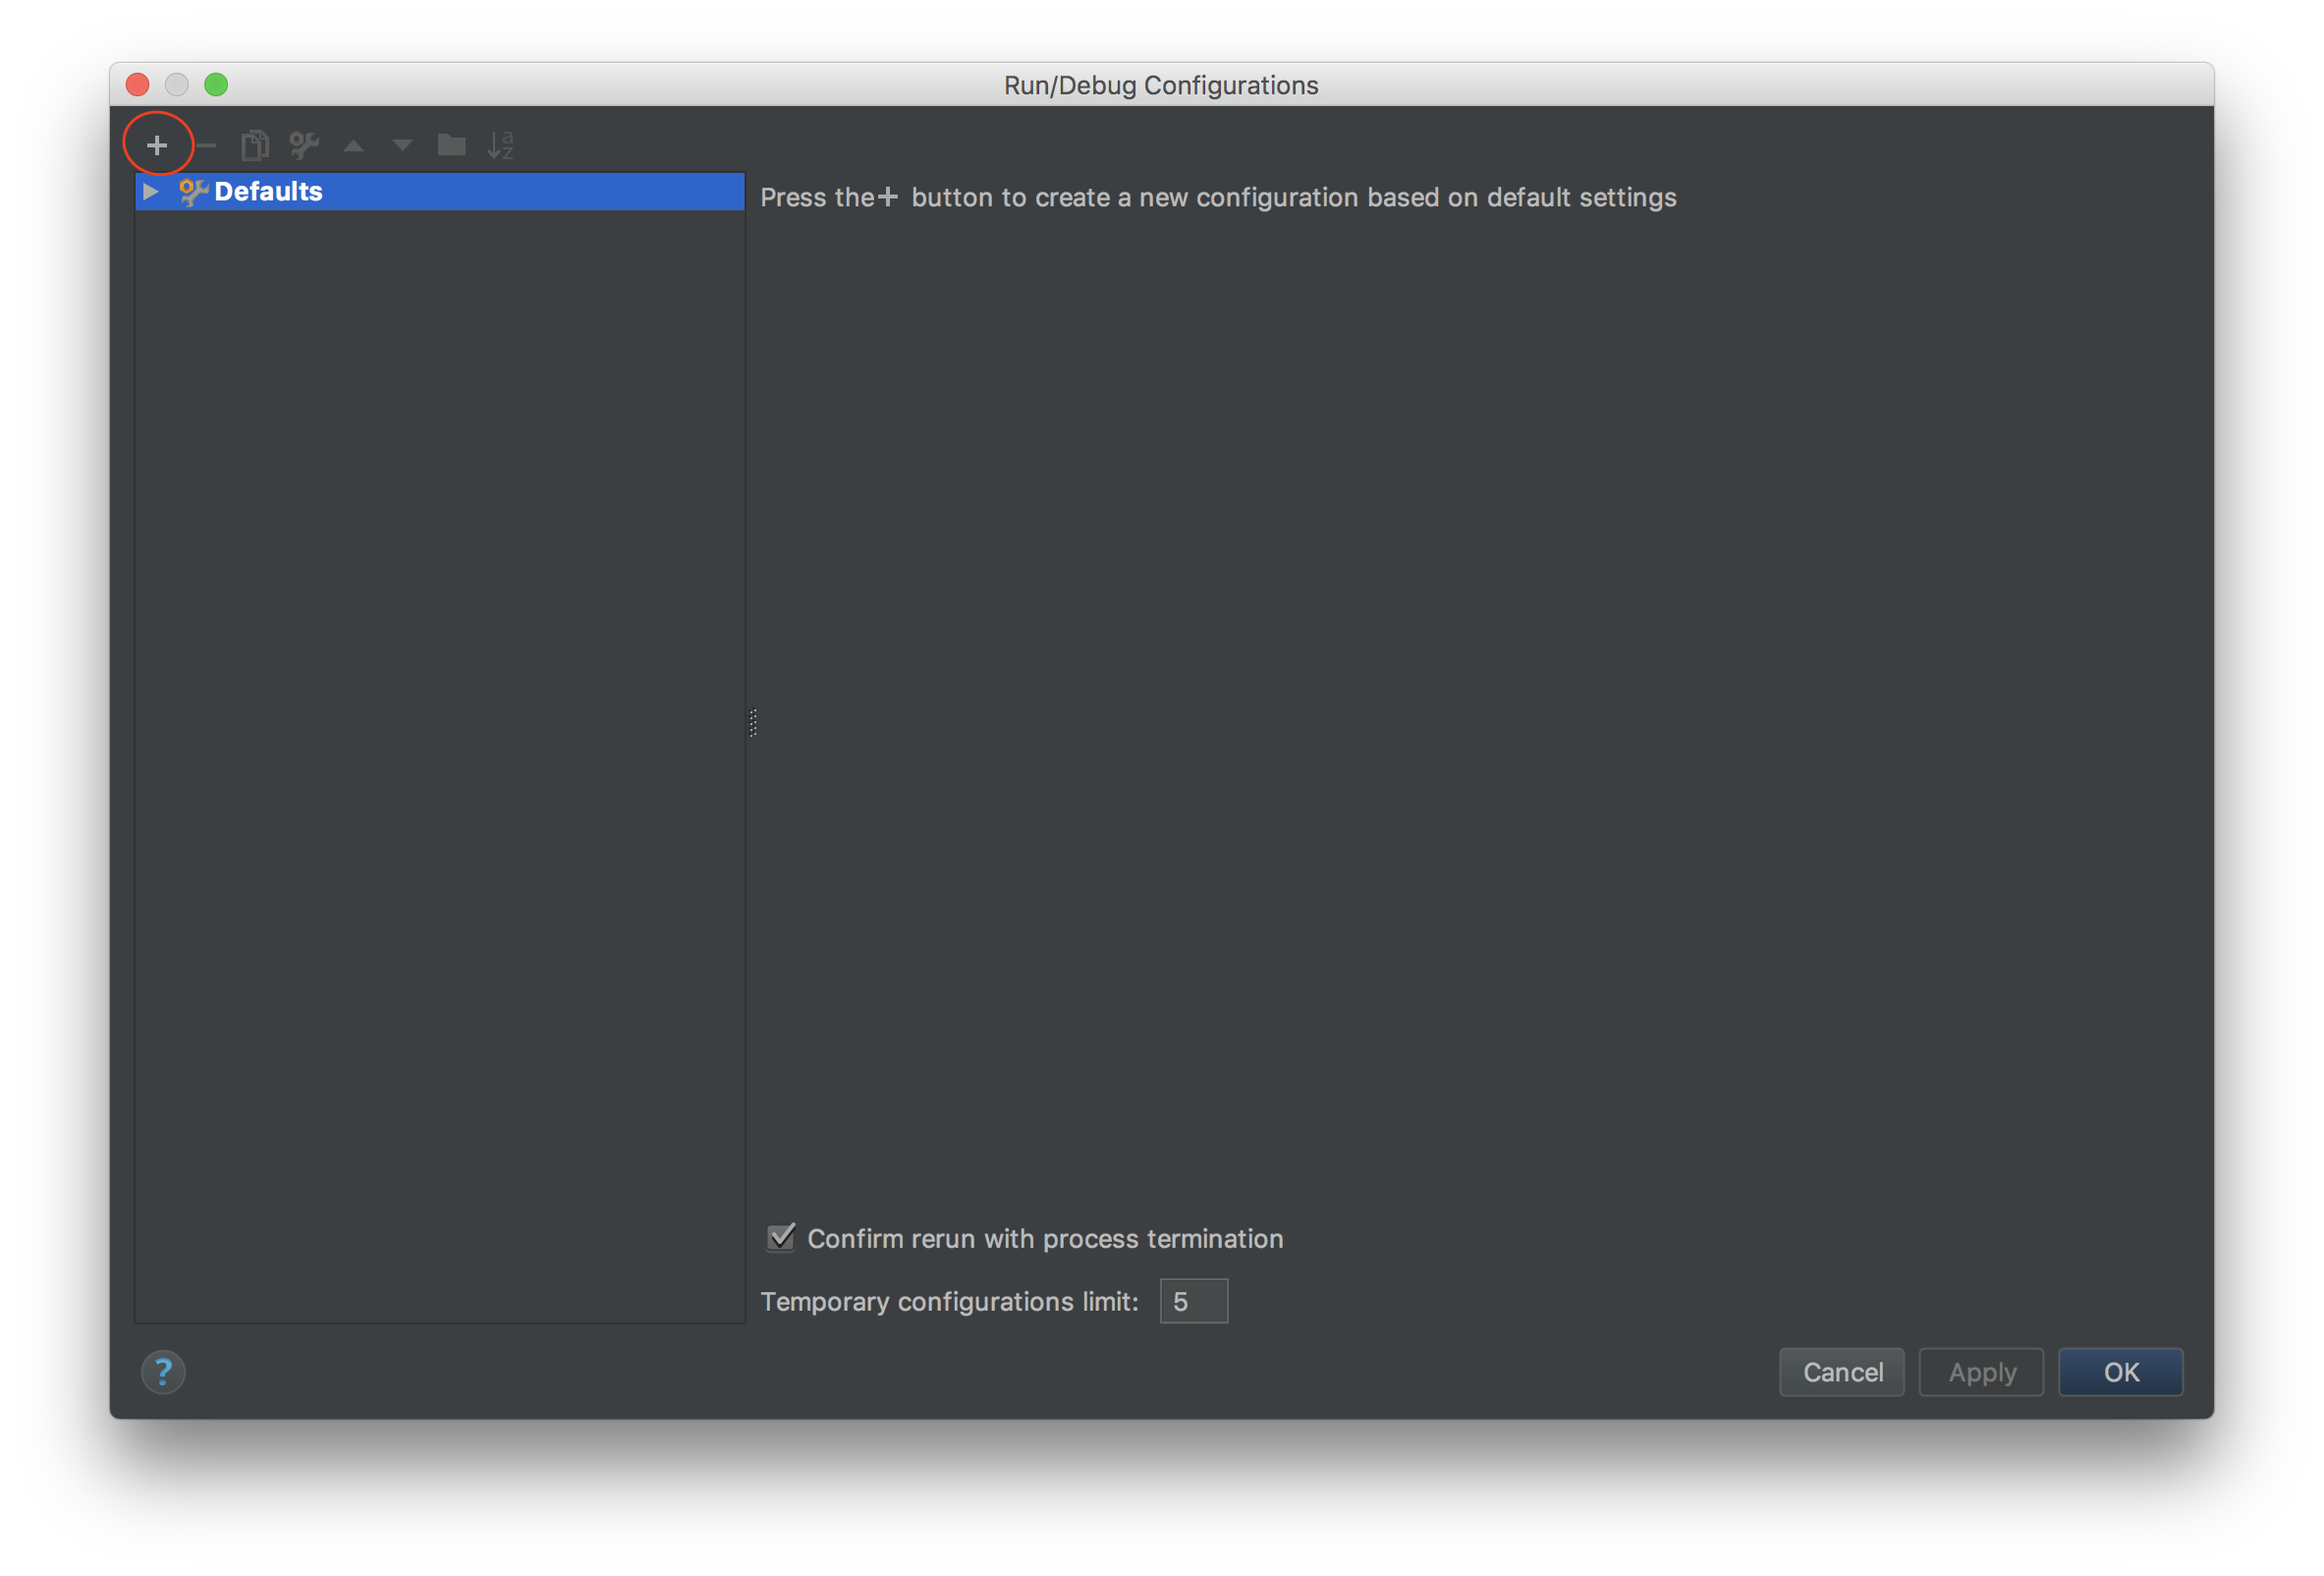 Run/Debug Configurations
a
z
Defaults
Press the + button to create a new configuration based on default settings
Confirm rerun with process termination
Temporary configurations limit: 5
?
Cancel
Apply
OK